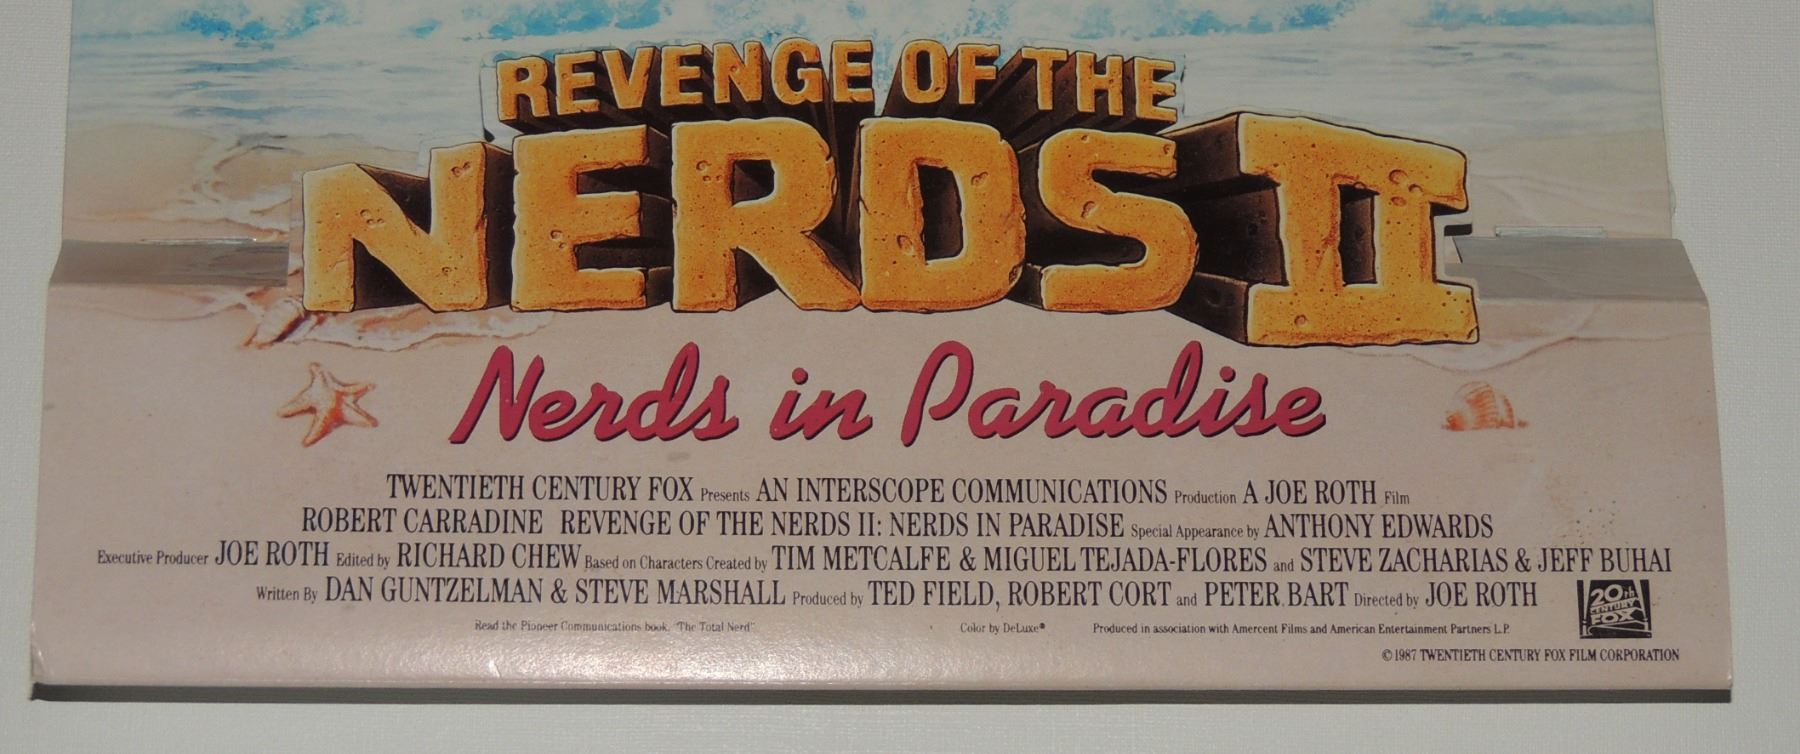 REVENGE OF THE
NERDS II
Nerds in Paradise
TWENTIETH CENTURY FOX Presents AN INTERSCOPE COMMUNICATIONS Production A JOE ROTH Film
ROBERT CARRADINE REVENGE OF THE NERDS II: NERDS IN PARADISE Special Appearance by ANTHONY EDWARDS
Executive Producer JOE ROTH Edited by RICHARD CHEW Based on Characters Created by TIM METCALFE & MIGUEL TEJADA-FLORES and STEVE ZACHARIAS & JEFF BUHAI
Written By DAN GUNTZELMAN & STEVE MARSHALL Produced by TED FIELD, ROBERT CORT and PETER BART Directed by JOE ROTH
20th
CENTURY
FOX
Read the Pioneer Communications book, "The Total Nerd" Color by DeLuxe® Produced in association with Amercent Films and American Entertainment Partners L.P.
© 1987 TWENTIETH CENTURY FOX FILM CORPORATION